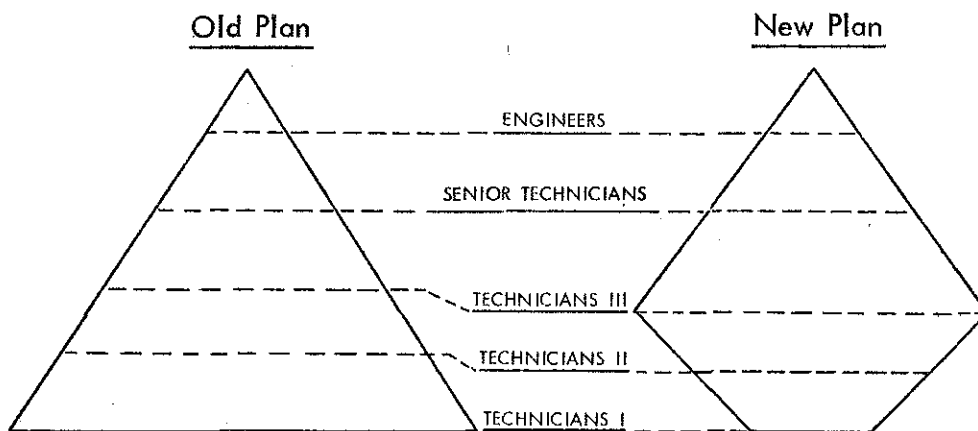 Old Plan
New Plan
ENGINEERS
SENIOR TECHNICIANS
TECHNICIANS III
TECHNICIANS II
TECHNICIANS I